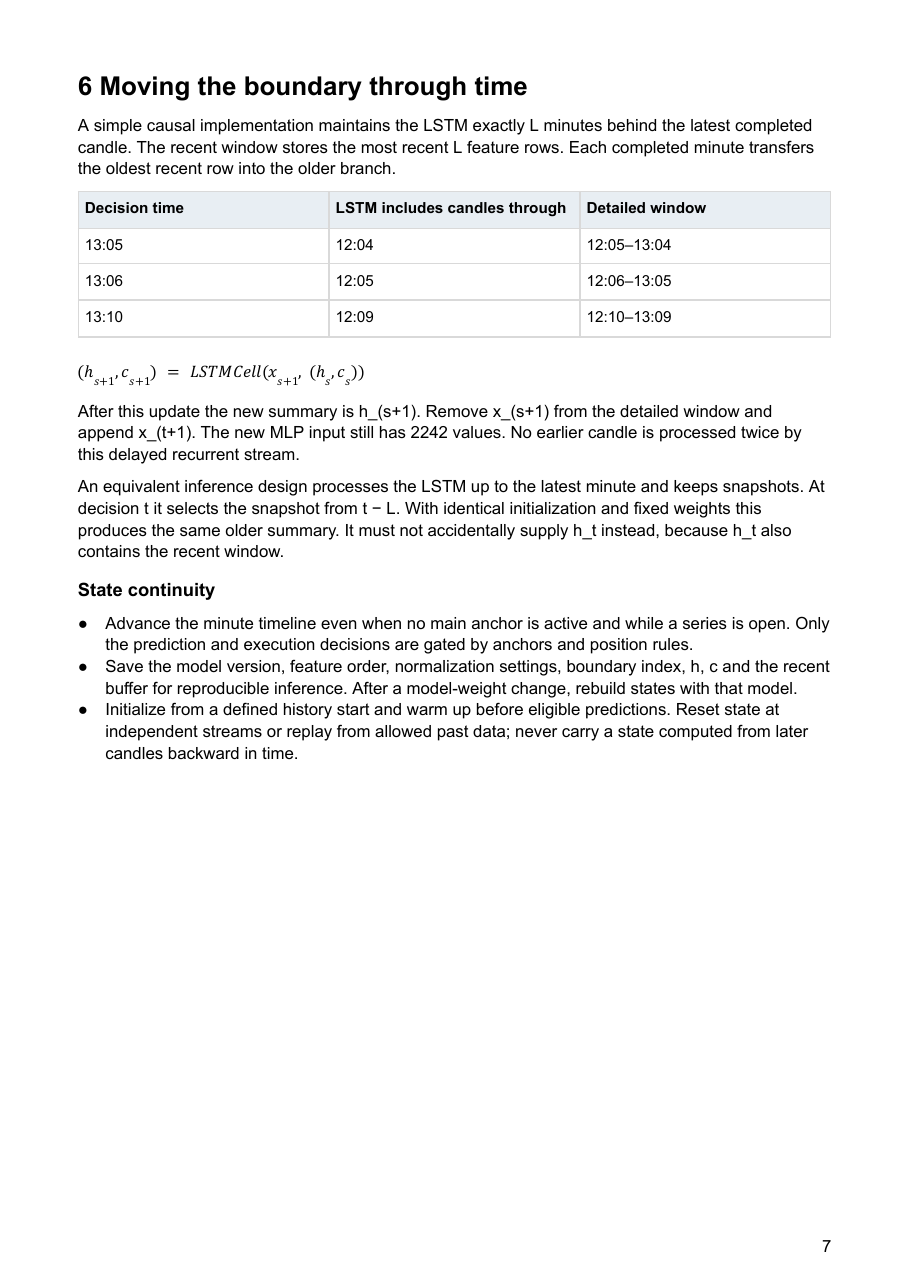 6 Moving the boundary through time
A simple causal implementation maintains the LSTM exactly L minutes behind the latest completed
candle. The recent window stores the most recent L feature rows. Each completed minute transfers
the oldest recent row into the older branch.
Decision time LSTM includes candles through Detailed window
13:05 12:04 12:05–13:04
13:06 12:05 12:06–13:05
13:10 12:09 12:10–13:09
(h_{s+1}, c_{s+1}) = LSTMCell(x_{s+1}, (h_s, c_s))
After this update the new summary is h_(s+1). Remove x_(s+1) from the detailed window and
append x_(t+1). The new MLP input still has 2242 values. No earlier candle is processed twice by
this delayed recurrent stream.
An equivalent inference design processes the LSTM up to the latest minute and keeps snapshots. At
decision t it selects the snapshot from t − L. With identical initialization and fixed weights this
produces the same older summary. It must not accidentally supply h_t instead, because h_t also
contains the recent window.
State continuity
● Advance the minute timeline even when no main anchor is active and while a series is open. Only
the prediction and execution decisions are gated by anchors and position rules.
● Save the model version, feature order, normalization settings, boundary index, h, c and the recent
buffer for reproducible inference. After a model-weight change, rebuild states with that model.
● Initialize from a defined history start and warm up before eligible predictions. Reset state at
independent streams or replay from allowed past data; never carry a state computed from later
candles backward in time.
7